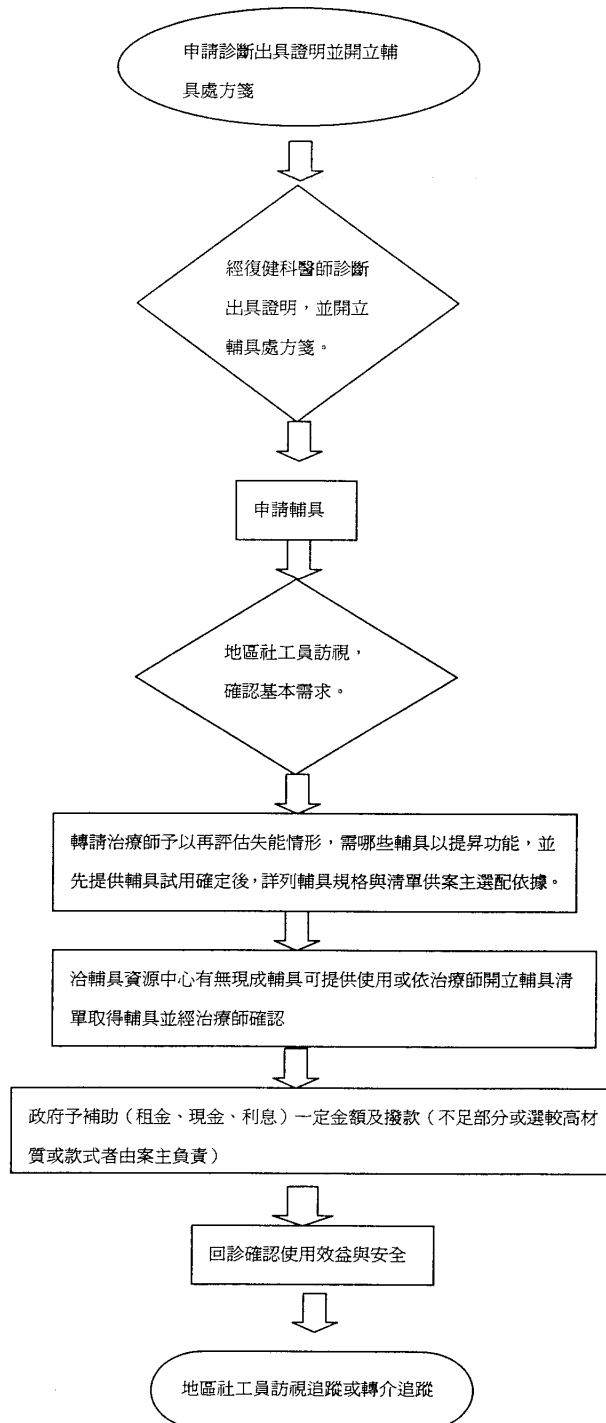 申請診斷出具證明並開立輔
具處方箋
經復健科醫師診斷
出具證明，並開立
輔具處方箋。
申請輔具
地區社工員訪視，
確認基本需求。
轉請治療師予以再評估失能情形，需哪些輔具以提昇功能，並
先提供輔具試用確定後，詳列輔具規格與清單供案主選配依據。
洽輔具資源中心有無現成輔具可提供使用或依治療師開立輔具清
單取得輔具並經治療師確認
政府予補助（租金、現金、利息）一定金額及撥款（不足部分或選較高材
質或款式者由案主負責）
回診確認使用效益與安全
地區社工員訪視追蹤或轉介追蹤